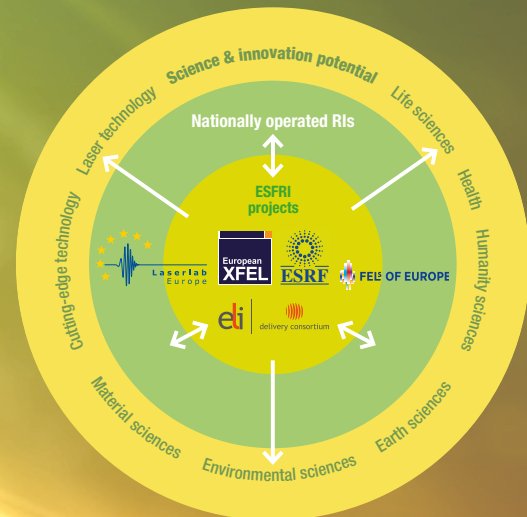 Science & innovation potential
Laser technology
Life sciences
Nationally operated RIs
Health
Cutting-edge technology
ESFRI
projects
Humanity sciences
Laserlab
Europe
European
XFEL
ESRF
FELS OF EUROPE
eli
delivery consortium
Material sciences
Earth sciences
Environmental sciences